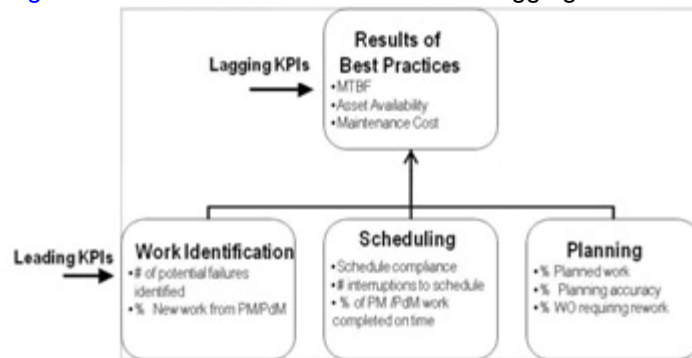 Results of
Best Practices
•MTBF
•Asset Availability
•Maintenance Cost
Lagging KPIs
Leading KPIs
Work Identification
•# of potential failures
identified
•% New work from PM/PdM
Scheduling
•Schedule compliance
•# interruptions to schedule
•% of PM /PdM work
completed on time
Planning
•% Planned work
•% Planning accuracy
•% WO requiring rework